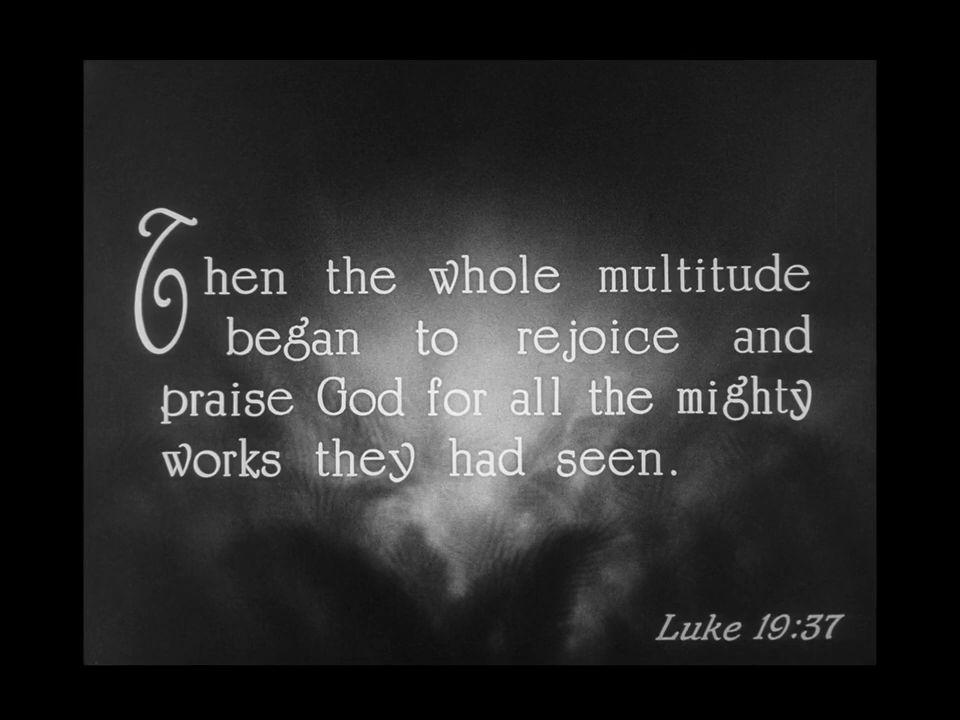 Then the whole multitude
began to rejoice and
praise God for all the mighty
works they had seen.
Luke 19:37